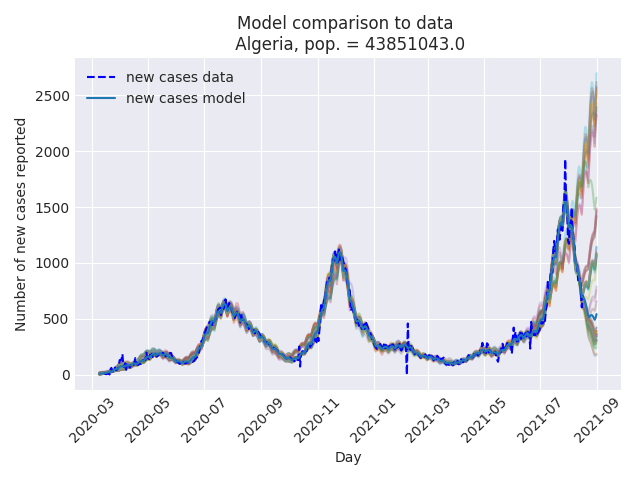 Model comparison to data
Algeria, pop. = 43851043.0
new cases data
new cases model
Number of new cases reported
2500
2000
1500
1000
500
0
2020-03
2020-05
2020-07
2020-09
2020-11
2021-01
2021-03
2021-05
2021-07
2021-09
Day